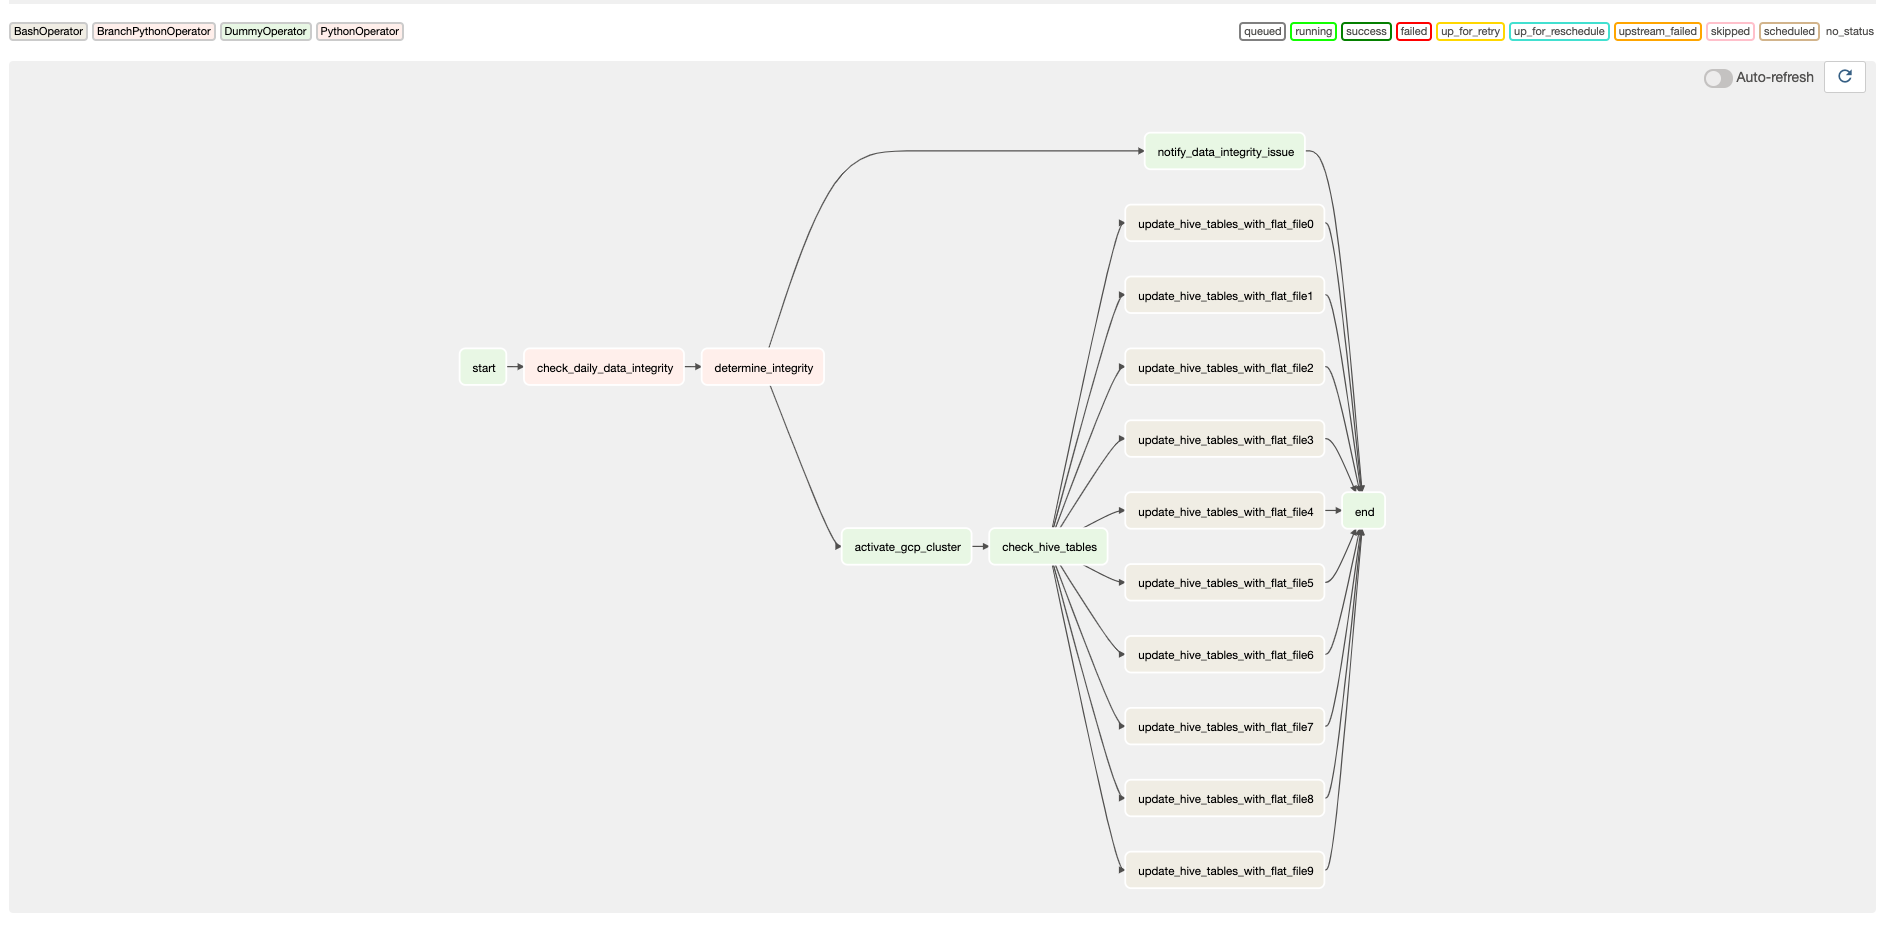 BashOperator BranchPythonOperator DummyOperator PythonOperator queued running success failed up_for_retry up_for_reschedule upstream_failed skipped scheduled no_status
Auto-refresh
notify_data_integrity_issue
update_hive_tables_with_flat_file0
update_hive_tables_with_flat_file1
start check_daily_data_integrity determine_integrity update_hive_tables_with_flat_file2
update_hive_tables_with_flat_file3
update_hive_tables_with_flat_file4 end
activate_gcp_cluster check_hive_tables
update_hive_tables_with_flat_file5
update_hive_tables_with_flat_file6
update_hive_tables_with_flat_file7
update_hive_tables_with_flat_file8
update_hive_tables_with_flat_file9